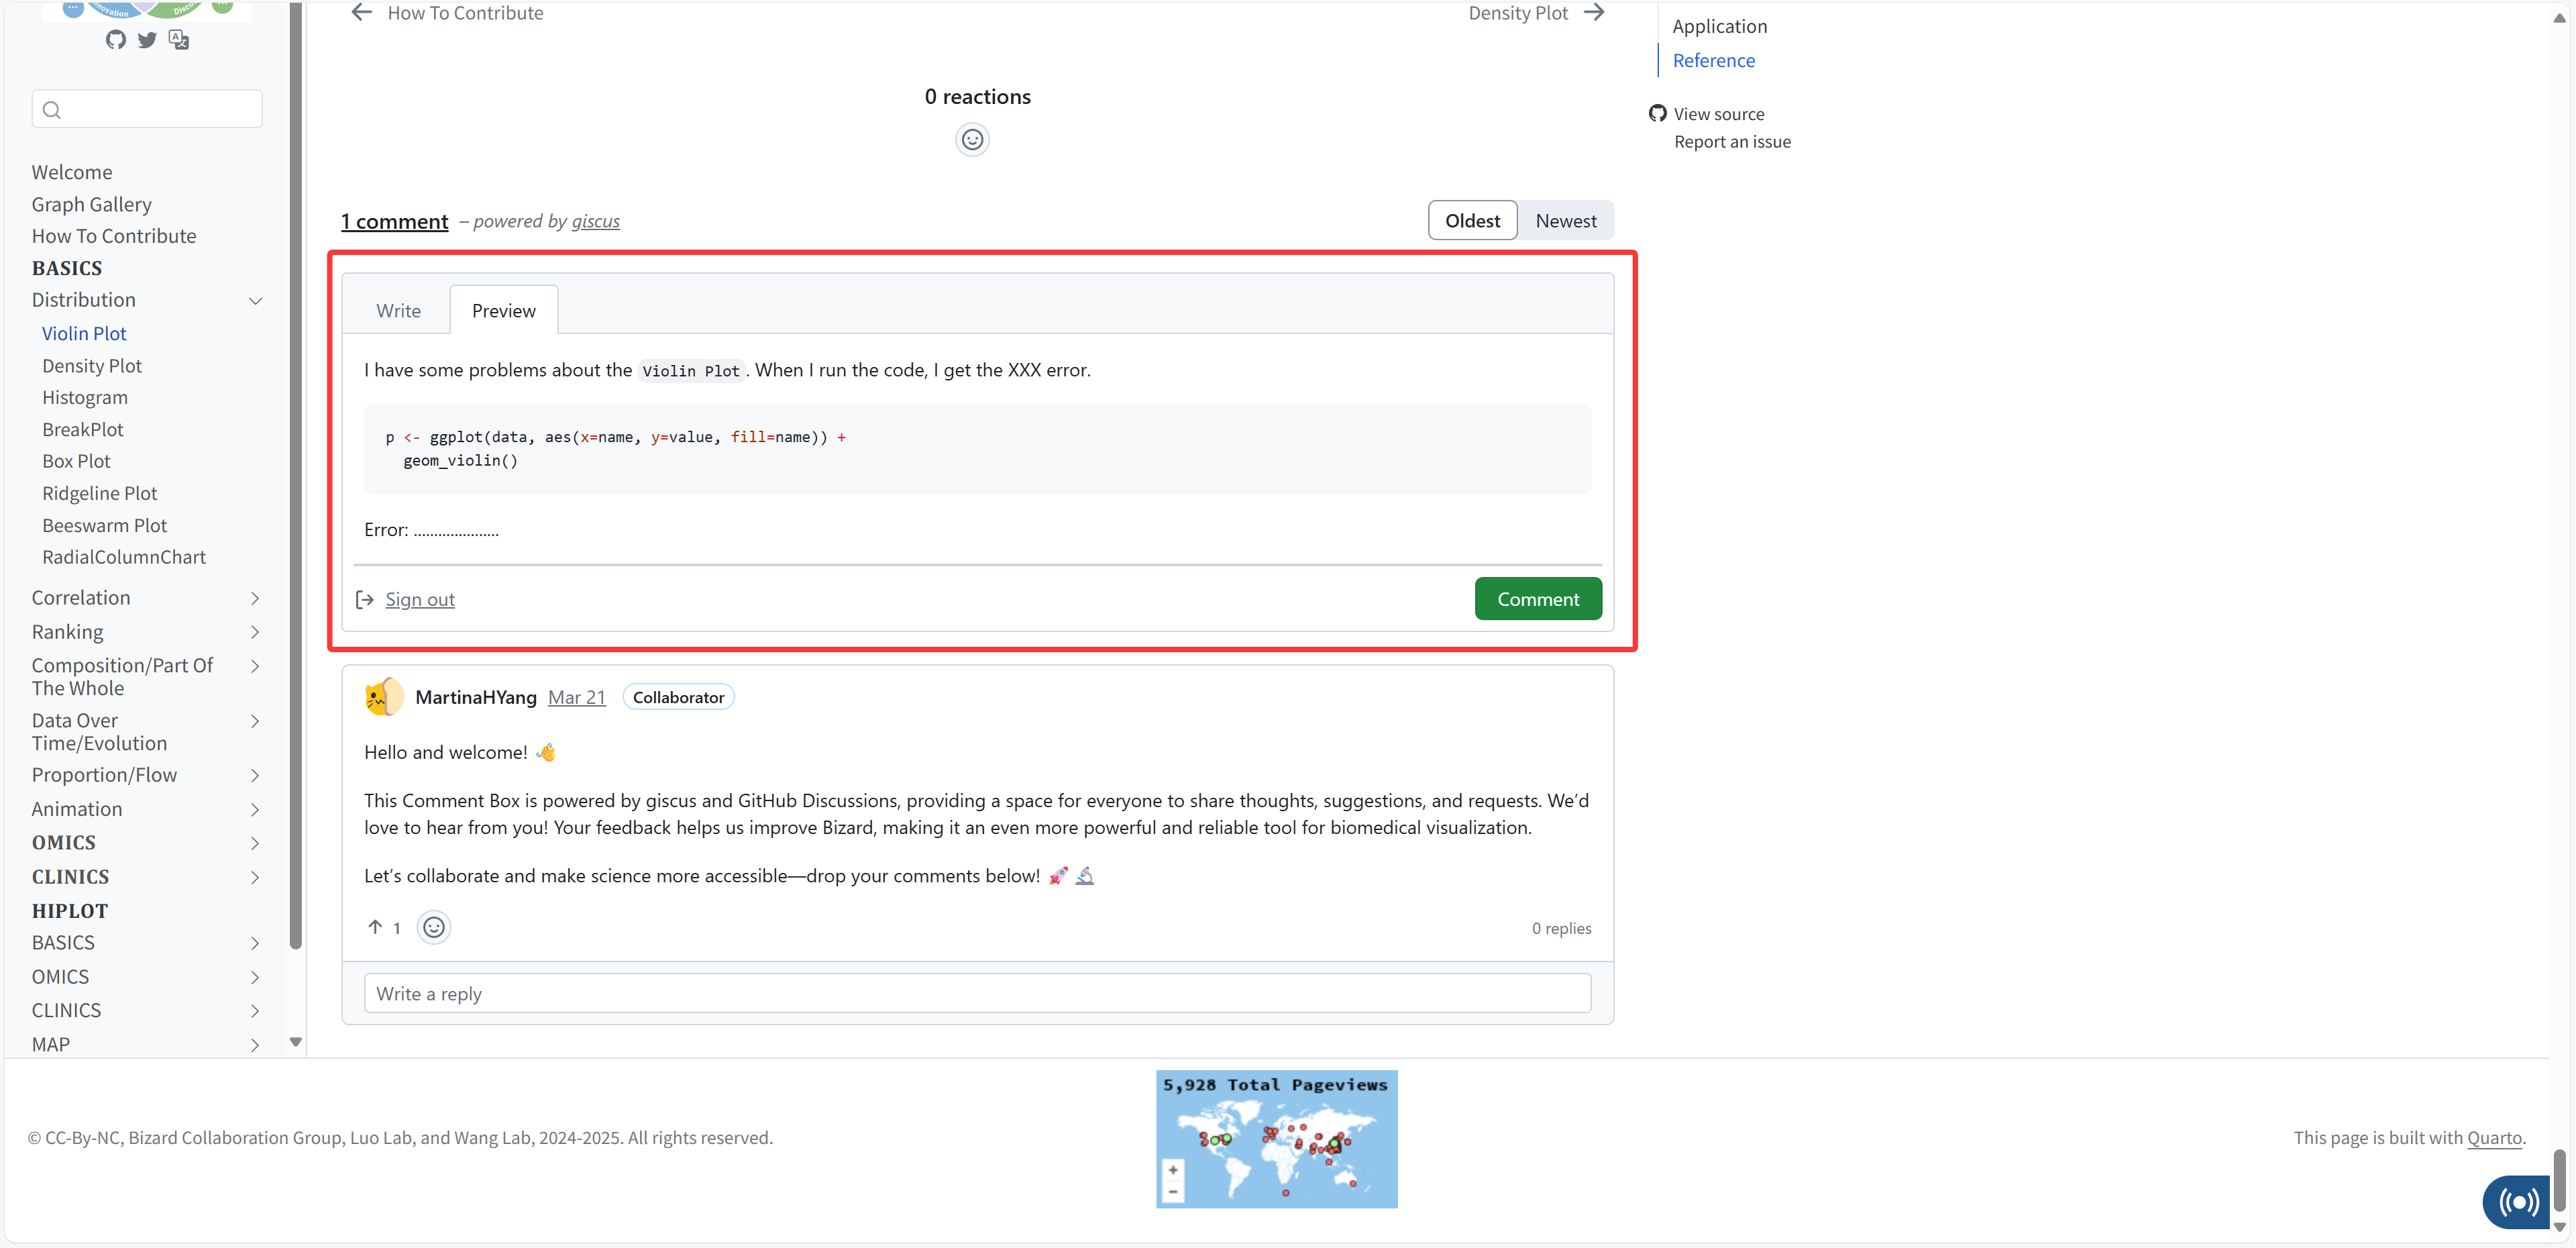 Innovation
Discu
How To Contribute
Density Plot
Application
Reference
View source
Report an issue
Welcome
Graph Gallery
How To Contribute
BASICS
Distribution
Violin Plot
Density Plot
Histogram
BreakPlot
Box Plot
Ridgeline Plot
Beeswarm Plot
RadialColumnChart
Correlation
Ranking
Composition/Part Of
The Whole
Data Over
Time/Evolution
Proportion/Flow
Animation
OMICS
CLINICS
HIPLOT
BASICS
OMICS
CLINICS
MAP
0 reactions
1 comment – powered by giscus
Oldest Newest
Write Preview
I have some problems about the Violin Plot. When I run the code, I get the XXX error.
p <- ggplot(data, aes(x=name, y=value, fill=name)) +
geom_violin()
Error: .....................
Sign out
Comment
MartinaHYang Mar 21 Collaborator
Hello and welcome! 👋
This Comment Box is powered by giscus and GitHub Discussions, providing a space for everyone to share thoughts, suggestions, and requests. We’d
love to hear from you! Your feedback helps us improve Bizard, making it an even more powerful and reliable tool for biomedical visualization.
Let’s collaborate and make science more accessible—drop your comments below! 🚀 🔬
↑ 1
0 replies
Write a reply
5,928 Total Pageviews
+
−
© CC-By-NC, Bizard Collaboration Group, Luo Lab, and Wang Lab, 2024-2025. All rights reserved.
This page is built with Quarto.